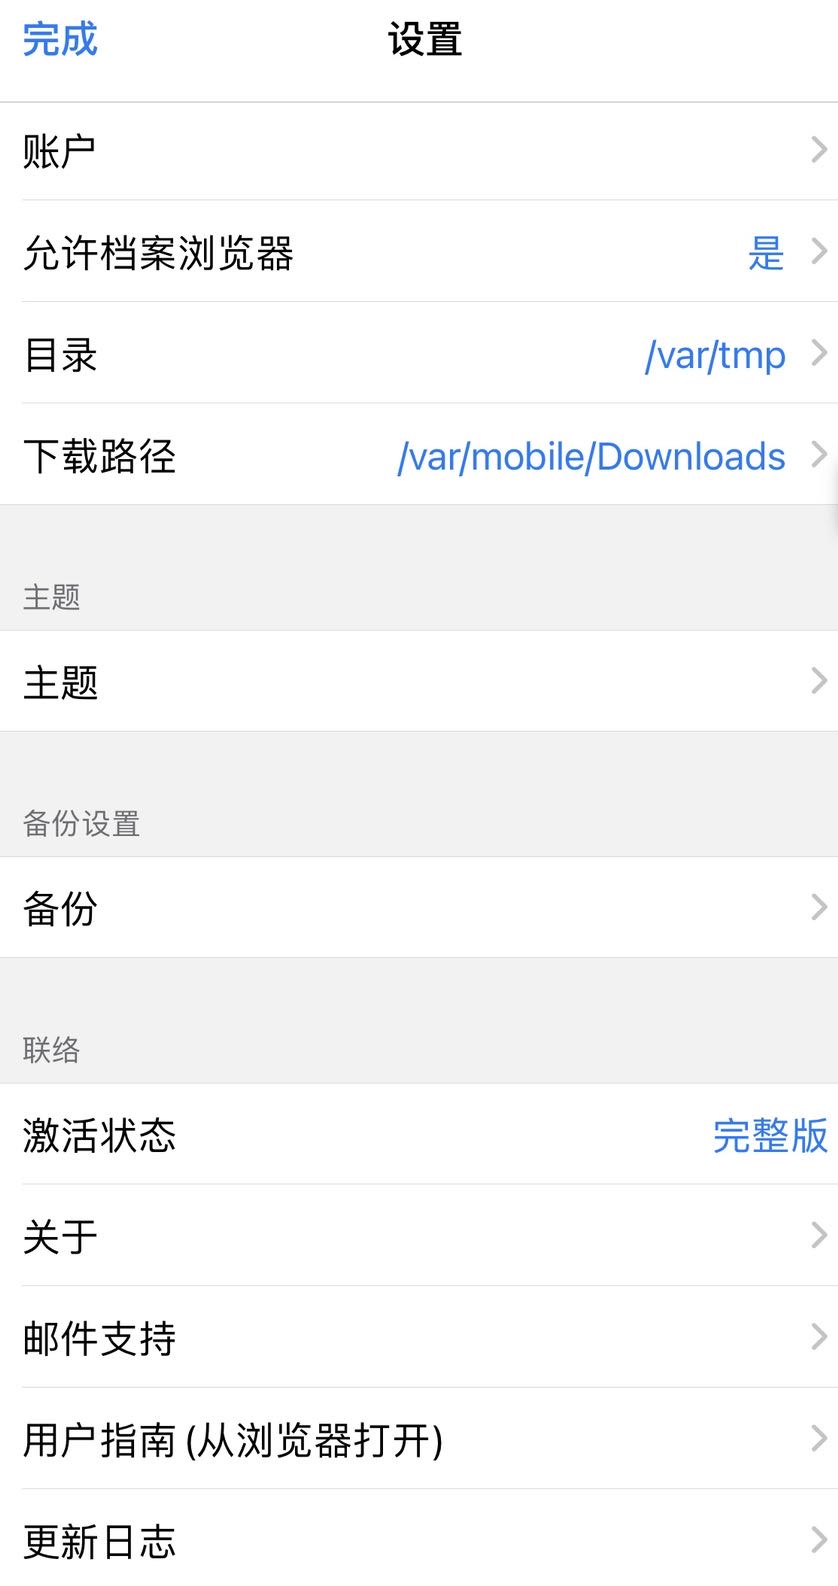 完成 设置
账户
允许档案浏览器 是
目录 /var/tmp
下载路径 /var/mobile/Downloads
主题
主题
备份设置
备份
联络
激活状态 完整版
关于
邮件支持
用户指南 (从浏览器打开)
更新日志